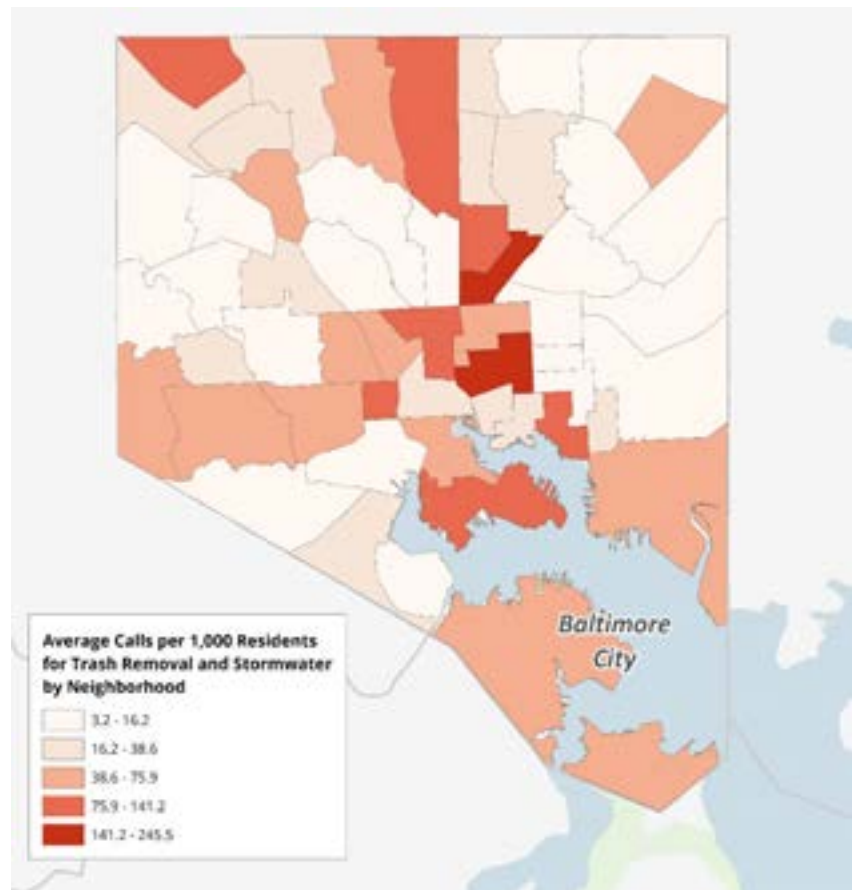 Baltimore
City
Average Calls per 1,000 Residents
for Trash Removal and Stormwater
by Neighborhood
3.2 - 16.2
16.2 - 38.6
38.6 - 75.9
75.9 - 141.2
141.2 - 245.5